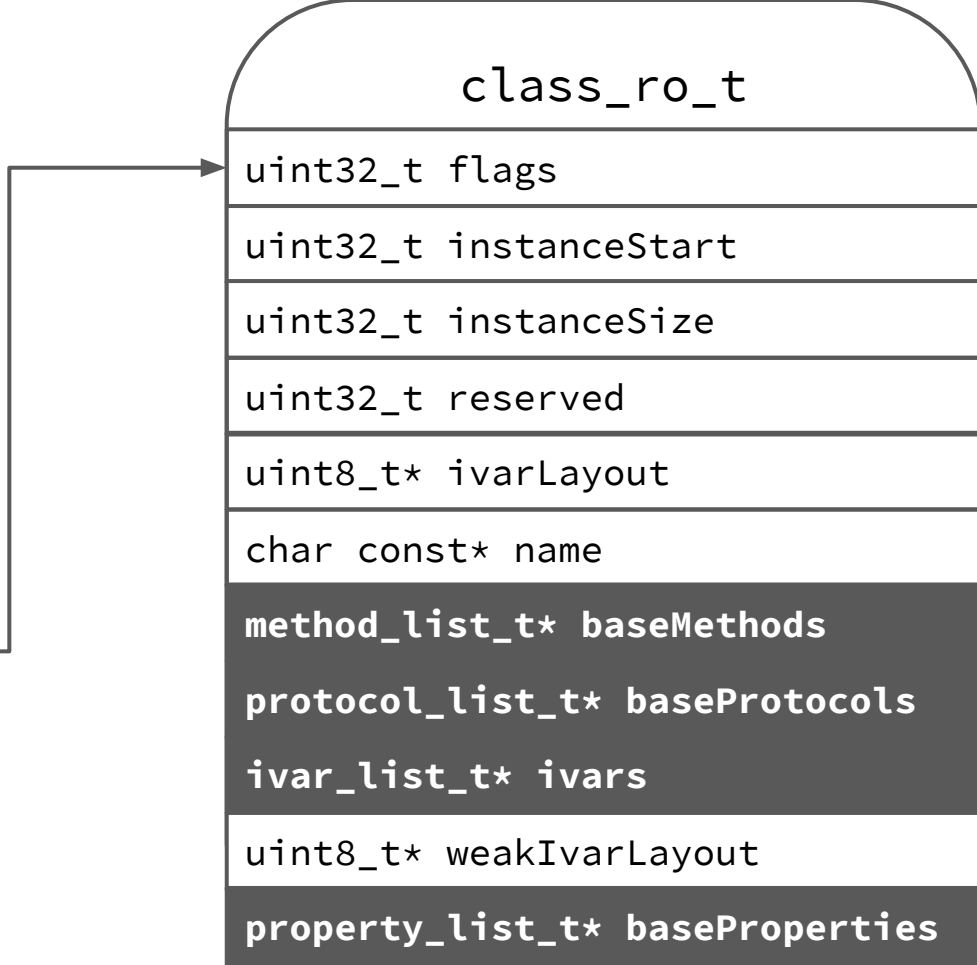 class_ro_t
uint32_t flags
uint32_t instanceStart
uint32_t instanceSize
uint32_t reserved
uint8_t* ivarLayout
char const* name
method_list_t* baseMethods
protocol_list_t* baseProtocols
ivar_list_t* ivars
uint8_t* weakIvarLayout
property_list_t* baseProperties